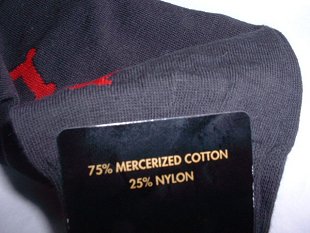 75% MERCERIZED COTTON
25% NYLON